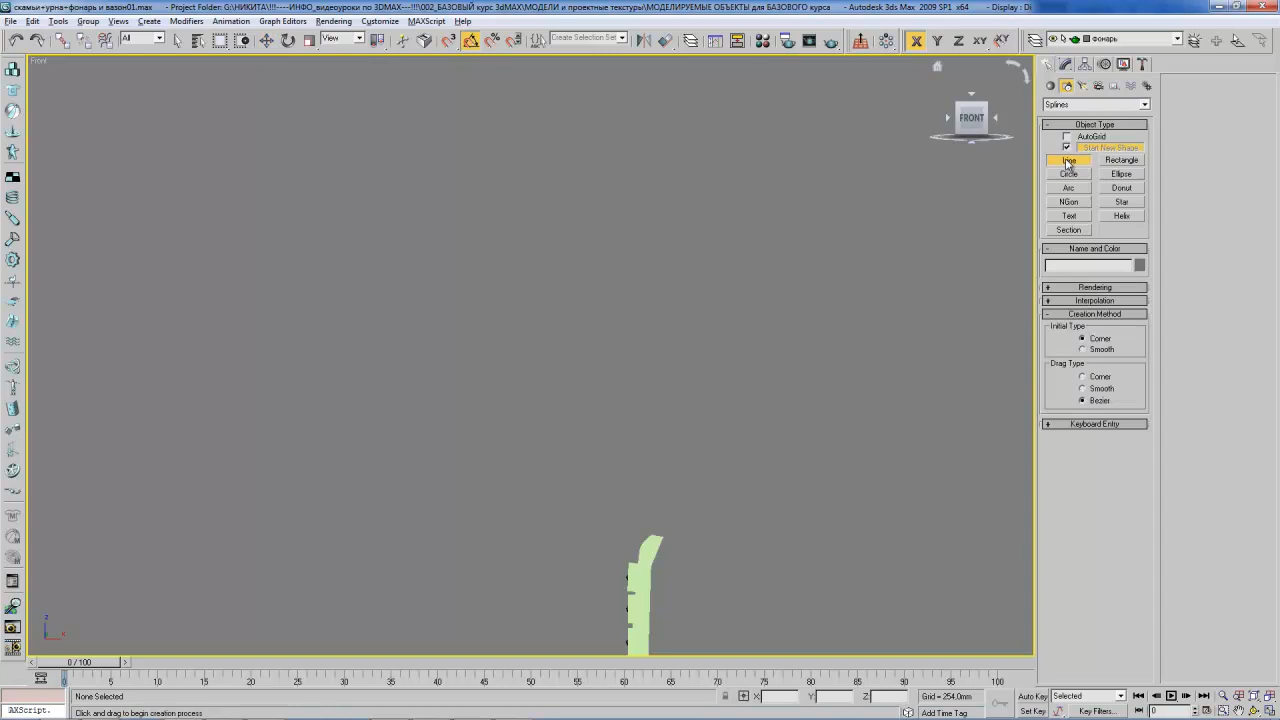 скамьи+урна+фонарь и вазон01.max - Project Folder: G:\НИКИТА\!!!----ИНФО_видеоуроки по 3DMAX---!!!\002_БАЗОВЫЙ курс 3dMAX\МОДЕЛИ и проектные текстуры\МОДЕЛИРУЕМЫЕ ОБЪЕКТЫ для БАЗОВОГО курса - Autodesk 3ds Max 2009 SP1 x64 - Display : Di
File Edit Tools Group Views Create Modifiers Animation Graph Editors Rendering Customize MAXScript Help
All View Create Selection Set X Y Z XY фонарь
Front
FRONT
Splines
Object Type
AutoGrid
Start New Shape
Line Rectangle
Circle Ellipse
Arc Donut
NGon Star
Text Helix
Section
Name and Color
Rendering
Interpolation
Creation Method
Initial Type
Corner
Smooth
Drag Type
Corner
Smooth
Bezier
Keyboard Entry
z
x
0 / 100
0 5 10 15 20 25 30 35 40 45 50 55 60 65 70 75 80 85 90 95 100
None Selected X: Y: Z: Grid = 254,0mm Auto Key Selected
AXScript. Click and drag to begin creation process Add Time Tag Set Key Key Filters... 0